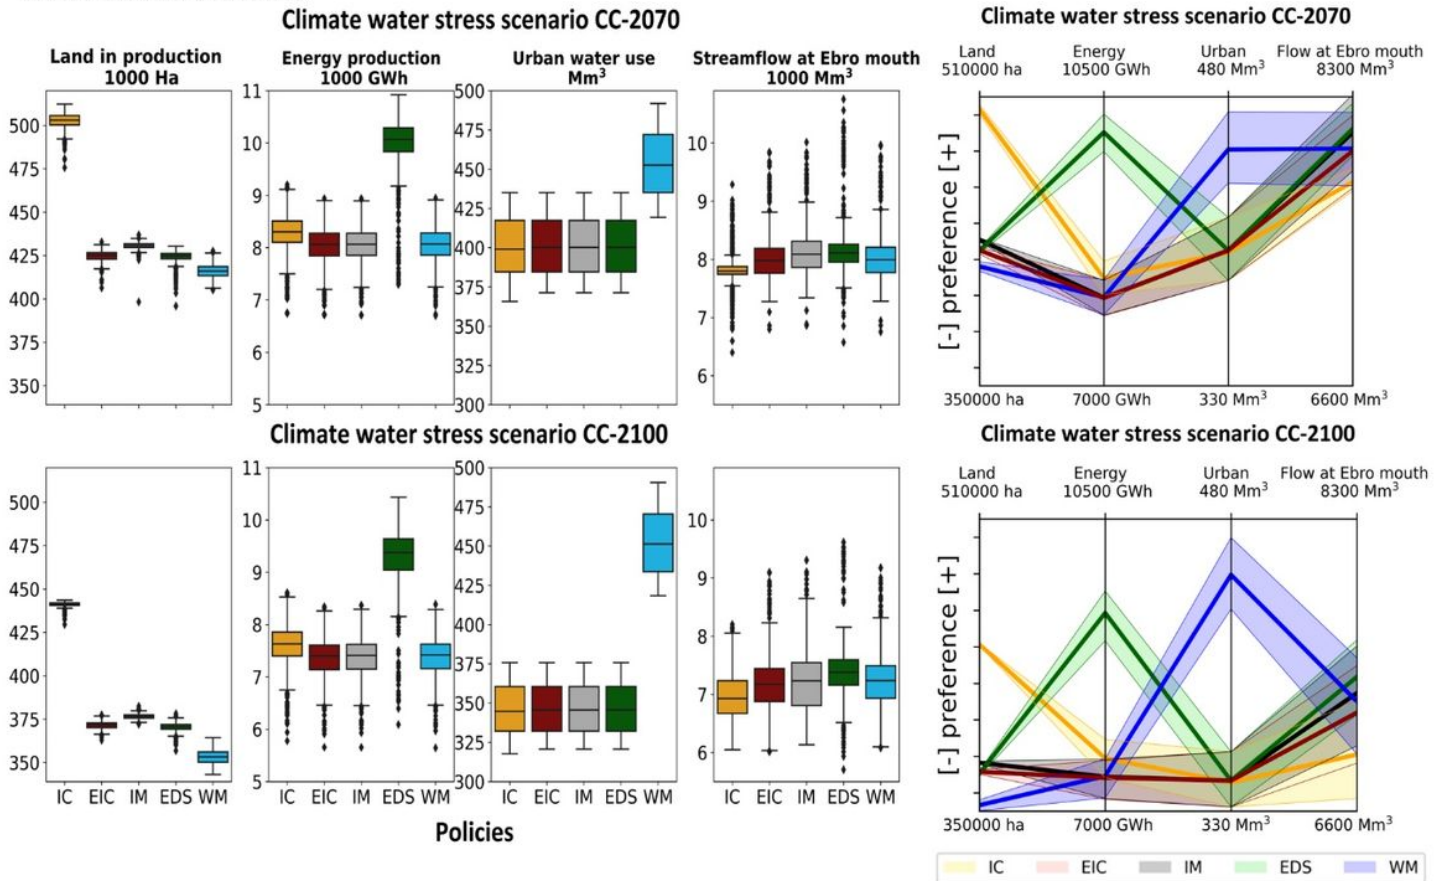 Climate water stress scenario CC-2070
Land in production
1000 Ha
Energy production
1000 GWh
Urban water use
Mm³
Streamflow at Ebro mouth
1000 Mm³
500
475
450
425
400
375
350
11
10
9
8
7
6
5
500
475
450
425
400
375
350
325
300
10
9
8
7
6
Climate water stress scenario CC-2070
Land
510000 ha
Energy
10500 GWh
Urban
480 Mm³
Flow at Ebro mouth
8300 Mm³
[-] preference [+]
350000 ha
7000 GWh
330 Mm³
6600 Mm³
Climate water stress scenario CC-2100
500
475
450
425
400
375
350
IC EIC IM EDS WM
11
10
9
8
7
6
5
IC EIC IM EDS WM
500
475
450
425
400
375
350
325
300
IC EIC IM EDS WM
10
9
8
7
6
IC EIC IM EDS WM
Policies
Climate water stress scenario CC-2100
Land
510000 ha
Energy
10500 GWh
Urban
480 Mm³
Flow at Ebro mouth
8300 Mm³
[-] preference [+]
350000 ha
7000 GWh
330 Mm³
6600 Mm³
IC EIC IM EDS WM